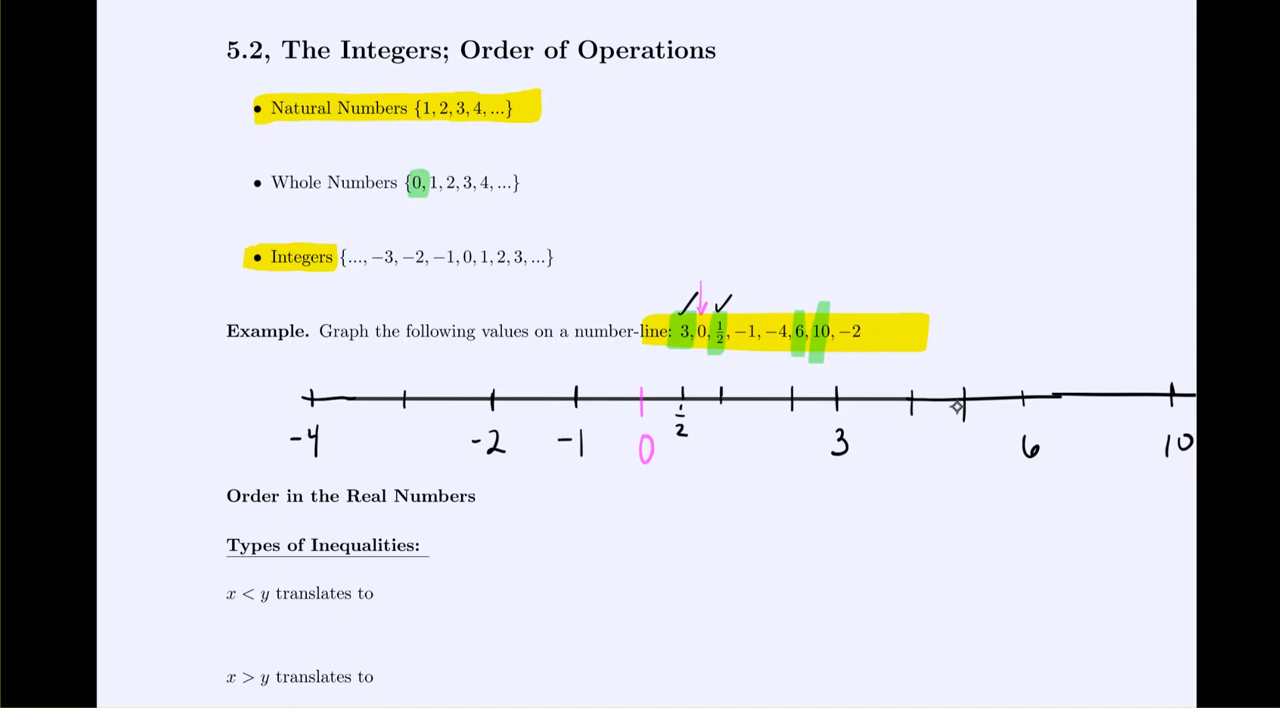 5.2, The Integers; Order of Operations
• Natural Numbers {1, 2, 3, 4, ...}
• Whole Numbers {0, 1, 2, 3, 4, ...}
• Integers {..., −3, −2, −1, 0, 1, 2, 3, ...}
Example. Graph the following values on a number-line: 3, 0, 1/2, −1, −4, 6, 10, −2
-4 -2 -1 0 1/2 3 6 10
Order in the Real Numbers
Types of Inequalities:
x < y translates to
x > y translates to